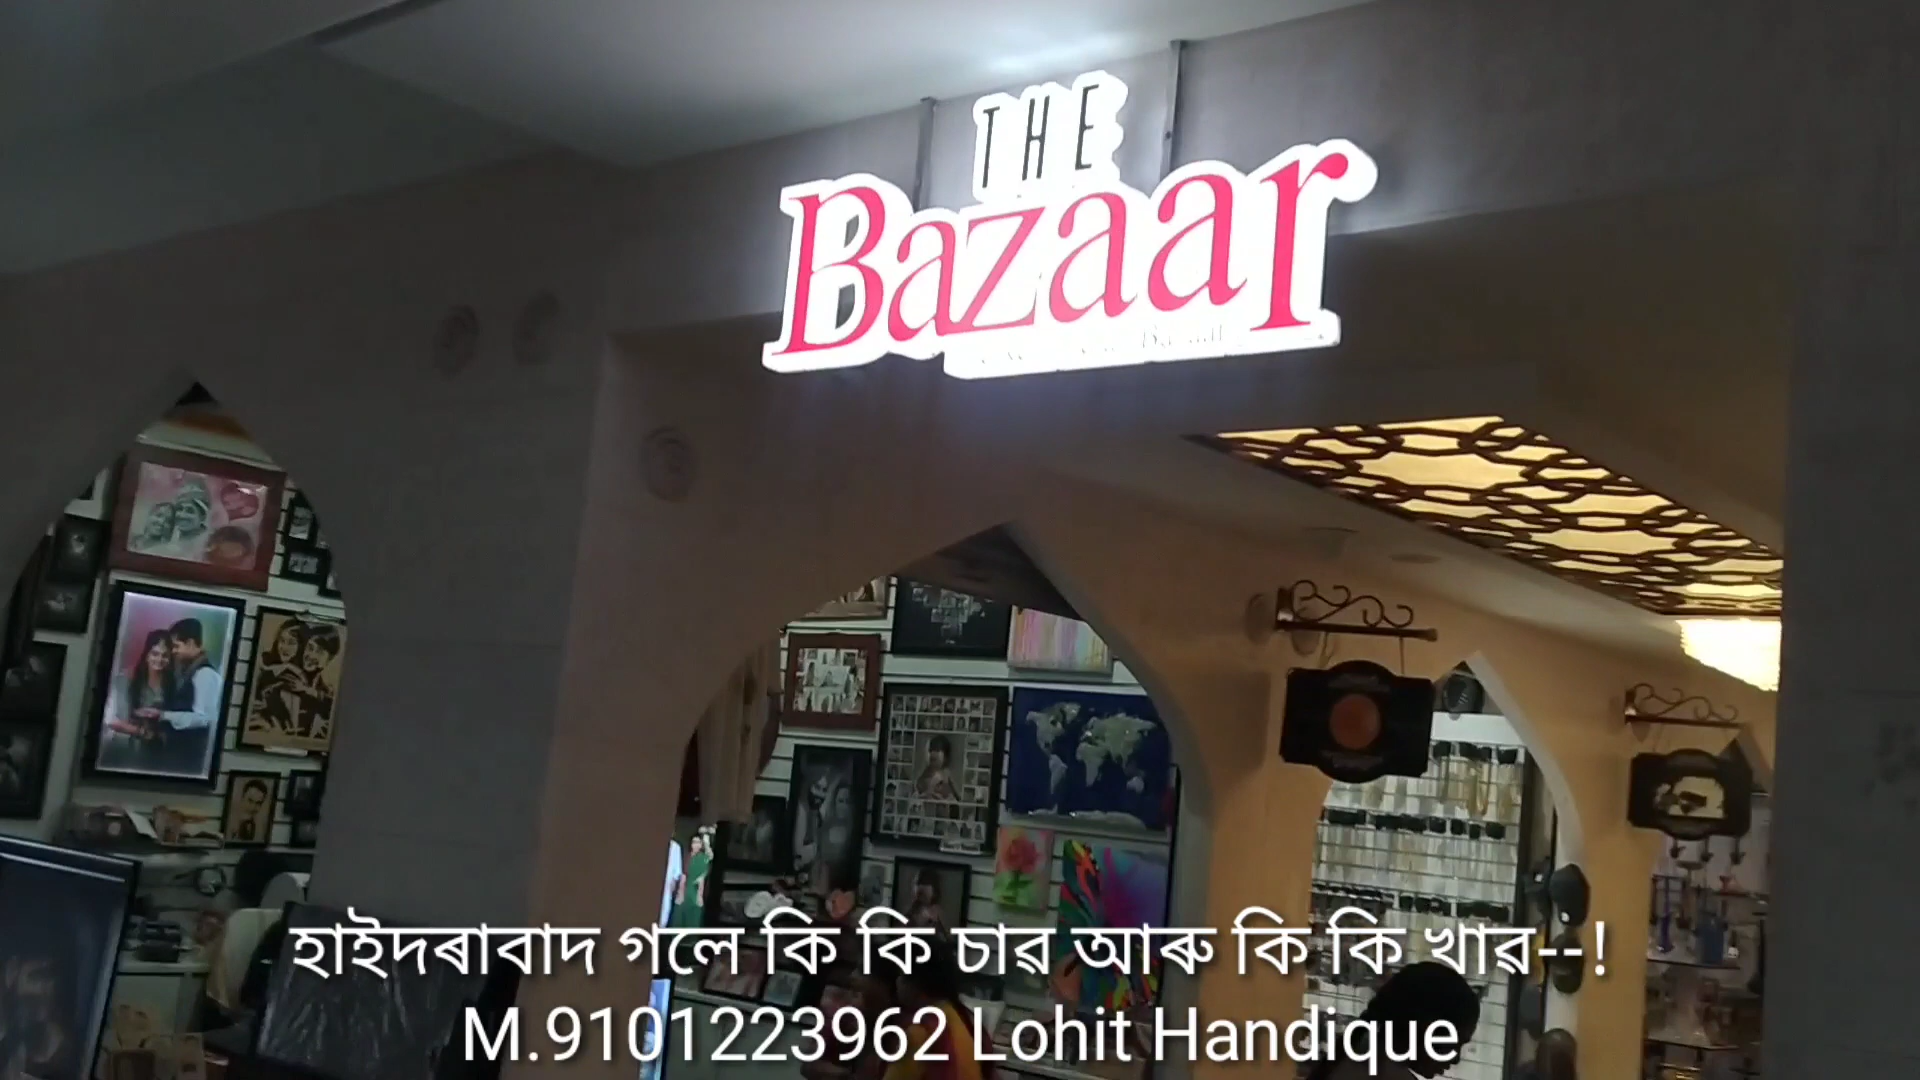 THE
Bazaar
হাইদৰাবাদ গলে কি কি চাৱ আৰু কি কি খাৱ--!
M.9101223962 Lohit Handique